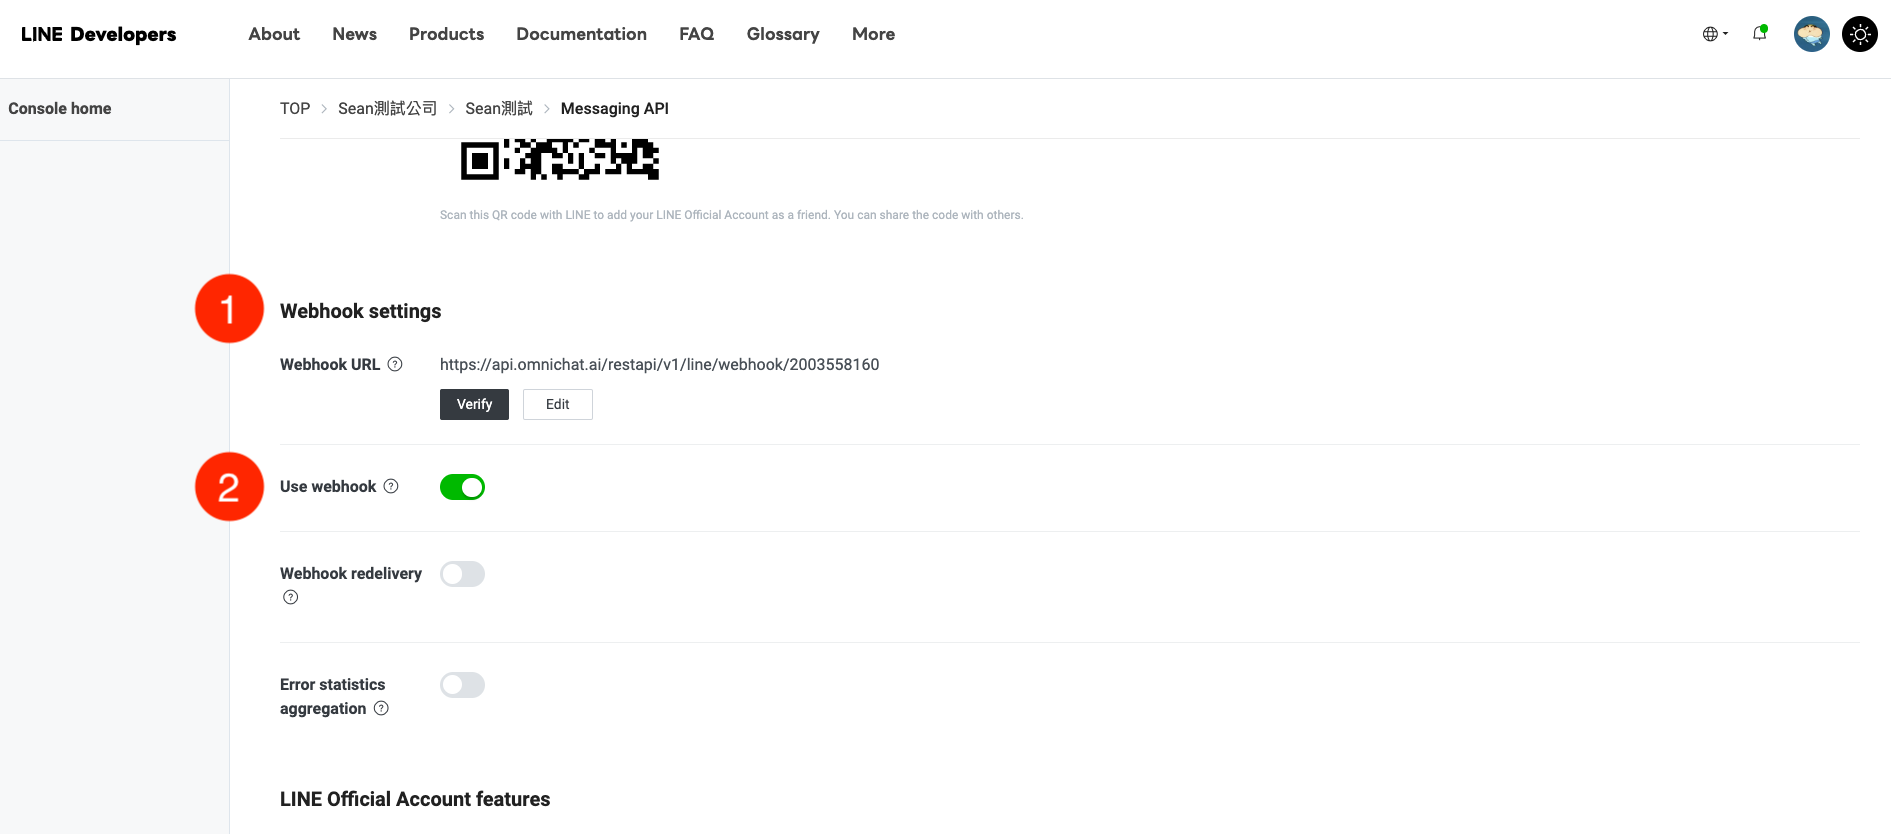 LINE Developers
About News Products Documentation FAQ Glossary More
Console home
TOP > Sean測試公司 > Sean測試 > Messaging API
Scan this QR code with LINE to add your LINE Official Account as a friend. You can share the code with others.
1
Webhook settings
Webhook URL ?
https://api.omnichat.ai/restapi/v1/line/webhook/2003558160
Verify Edit
2
Use webhook ?
Webhook redelivery
?
Error statistics
aggregation ?
LINE Official Account features